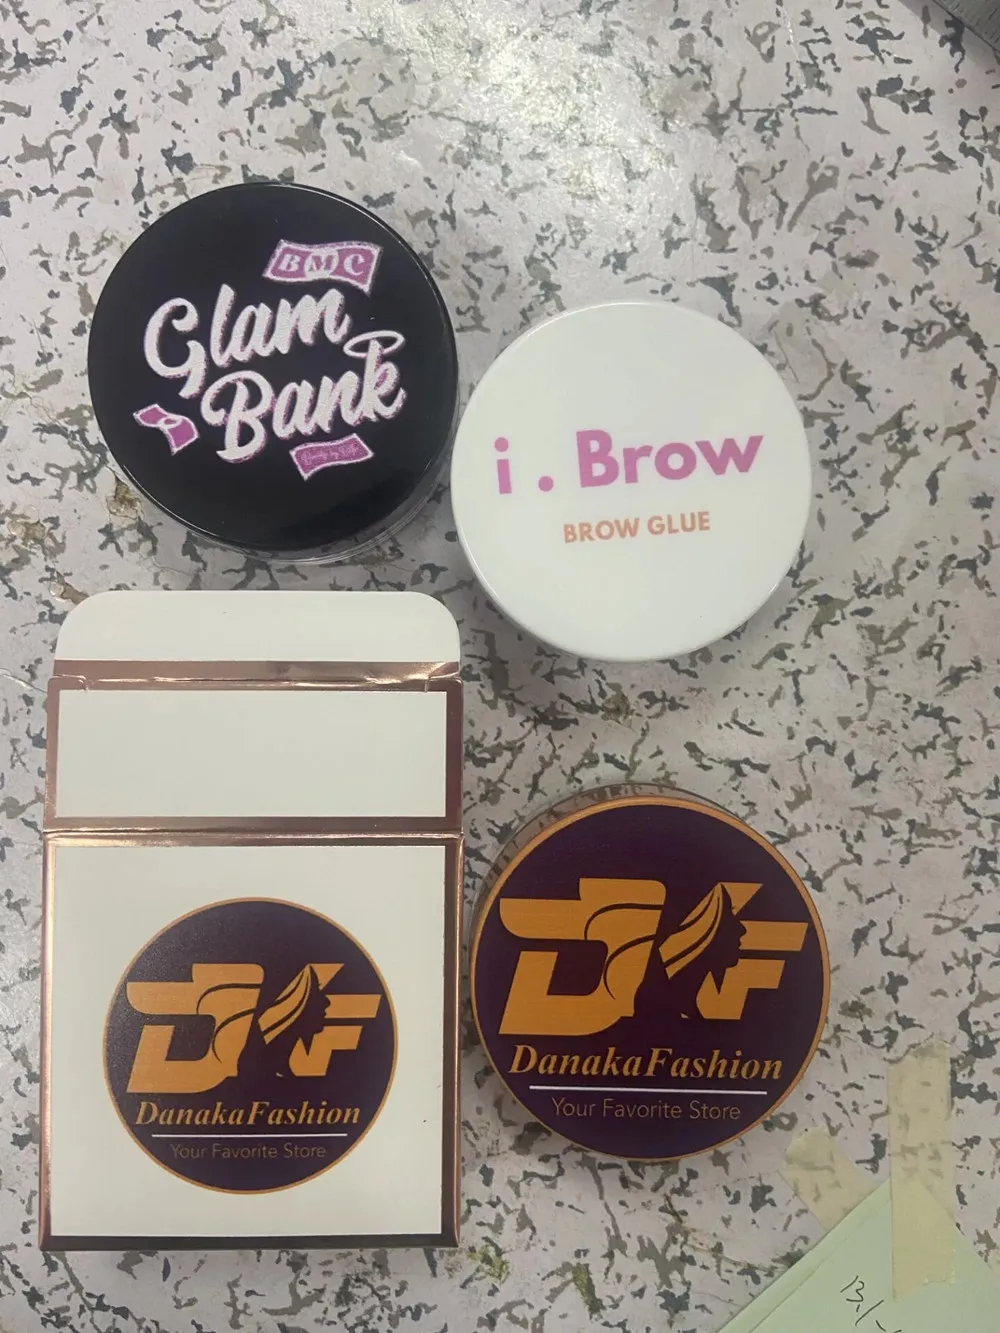 BMC
Glam
Bank
i . Brow
BROW GLUE
DF
DanakaFashion
Your Favorite Store
DF
DanakaFashion
Your Favorite Store